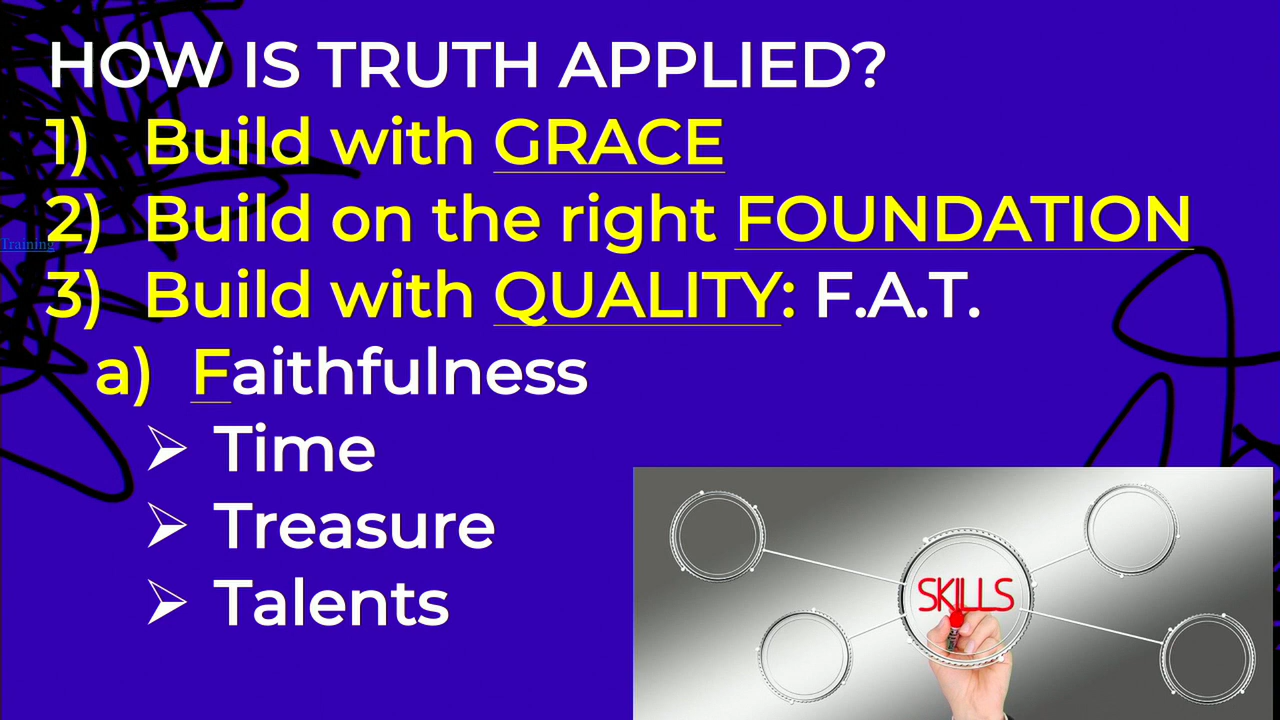 HOW IS TRUTH APPLIED?
1) Build with GRACE
2) Build on the right FOUNDATION
Training
3) Build with QUALITY: F.A.T.
a) Faithfulness
➢ Time
➢ Treasure
➢ Talents
SKILLS